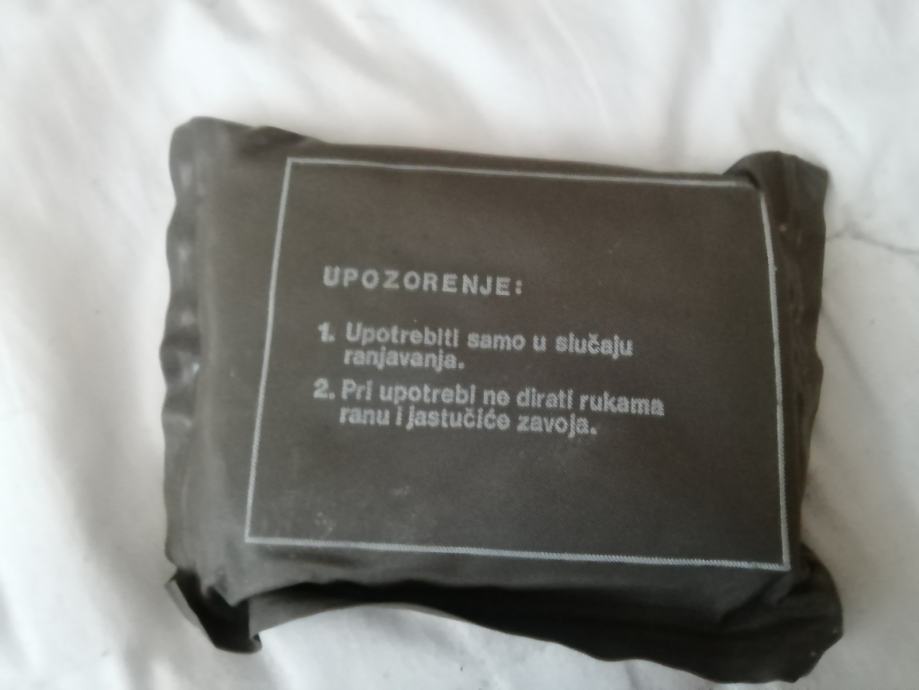 UPOZORENJE:
1. Upotrebiti samo u slučaju
ranjavanja.
2. Pri upotrebi ne dirati rukama
ranu i jastučiće zavoja.